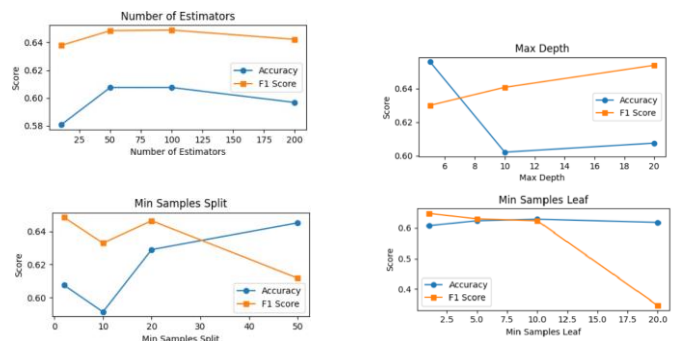 Number of Estimators
0.64
0.62
0.60
0.58
Score
Accuracy
F1 Score
25 50 75 100 125 150 175 200
Number of Estimators
Max Depth
0.64
0.62
0.60
Score
Accuracy
F1 Score
6 8 10 12 14 16 18 20
Max Depth
Min Samples Split
0.64
0.62
0.60
Score
Accuracy
F1 Score
0 10 20 30 40 50
Min Samples Split
Min Samples Leaf
0.6
0.5
0.4
Score
Accuracy
F1 Score
2.5 5.0 7.5 10.0 12.5 15.0 17.5 20.0
Min Samples Leaf